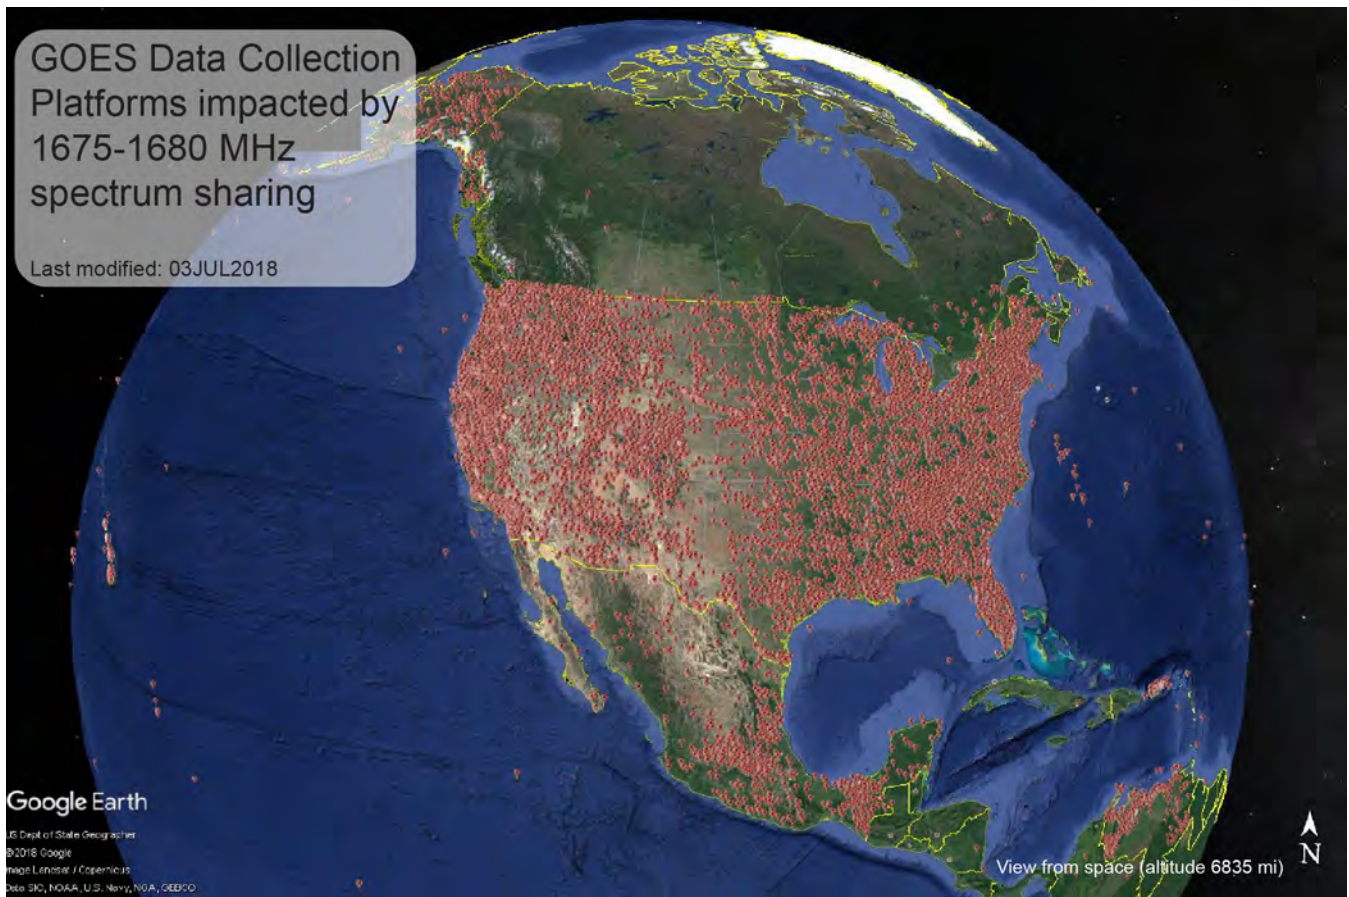 GOES Data Collection
Platforms impacted by
1675-1680 MHz
spectrum sharing
Last modified: 03JUL2018
Google Earth
US Dept of State Geographer
©2018 Google
mage Landsat / Copernicus
Data SIO, NOAA, U.S. Navy, NGA, GEBCO
View from space (altitude 6835 mi)
N